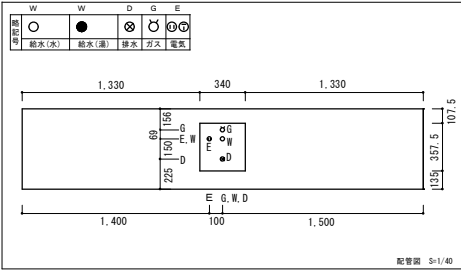 W W D G E
略記号
給水(水) 給水(湯) 排水 ガス 電気
1,330 340 1,330
156
69
150
225
G
E,W
D
G
W
E
D
107.5
357.5
135
E G,W,D
1,400 100 1,500
配管図 S=1/40